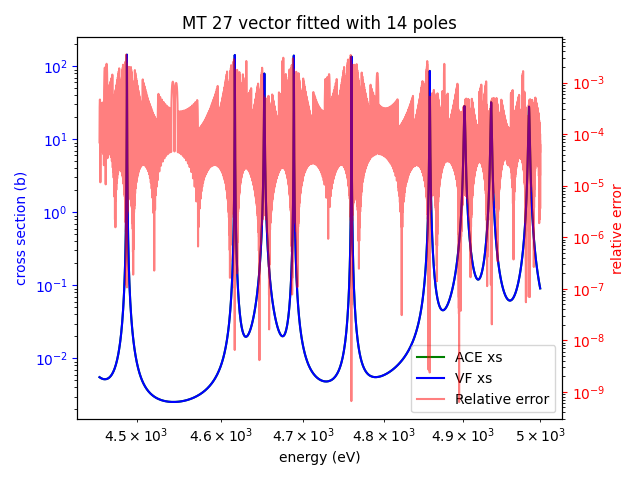 MT 27 vector fitted with 14 poles
cross section (b)
10²
10¹
10⁰
10⁻¹
10⁻²
relative error
10⁻³
10⁻⁴
10⁻⁵
10⁻⁶
10⁻⁷
10⁻⁸
10⁻⁹
ACE xs
VF xs
Relative error
4.5 × 10³ 4.6 × 10³ 4.7 × 10³ 4.8 × 10³ 4.9 × 10³ 5 × 10³
energy (eV)